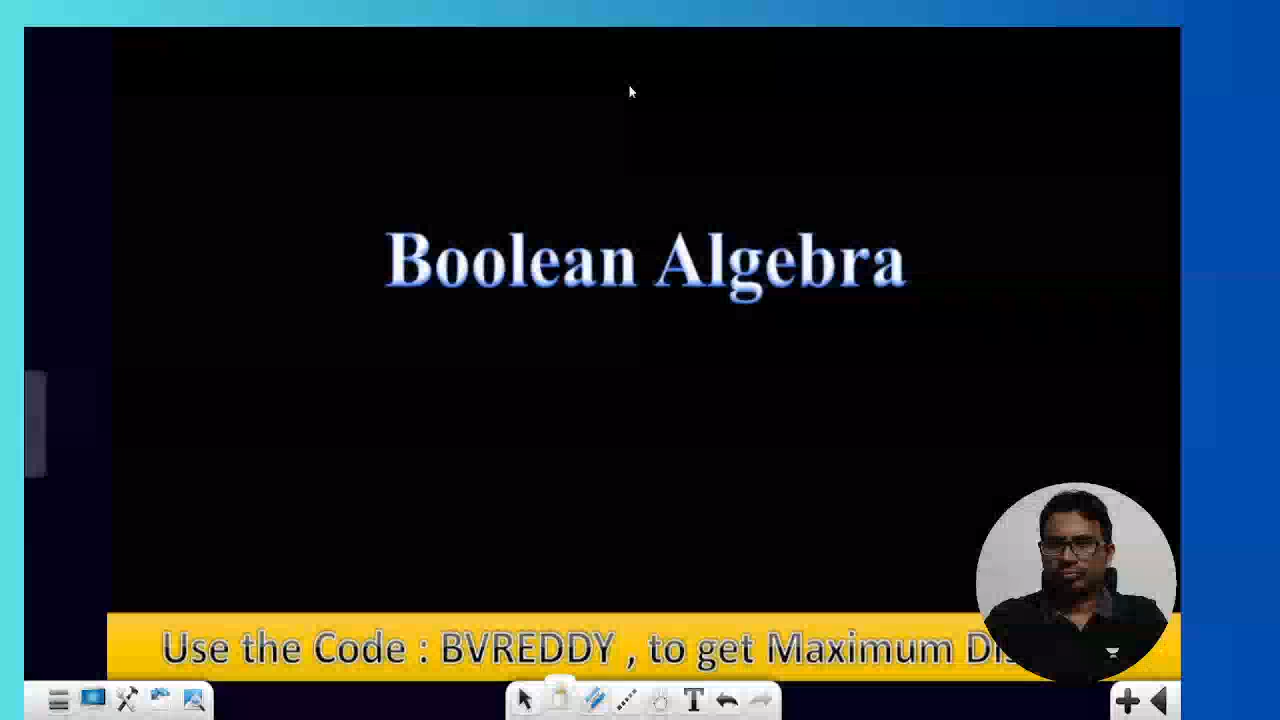 Boolean Algebra
Use the Code : BVREDDY , to get Maximum